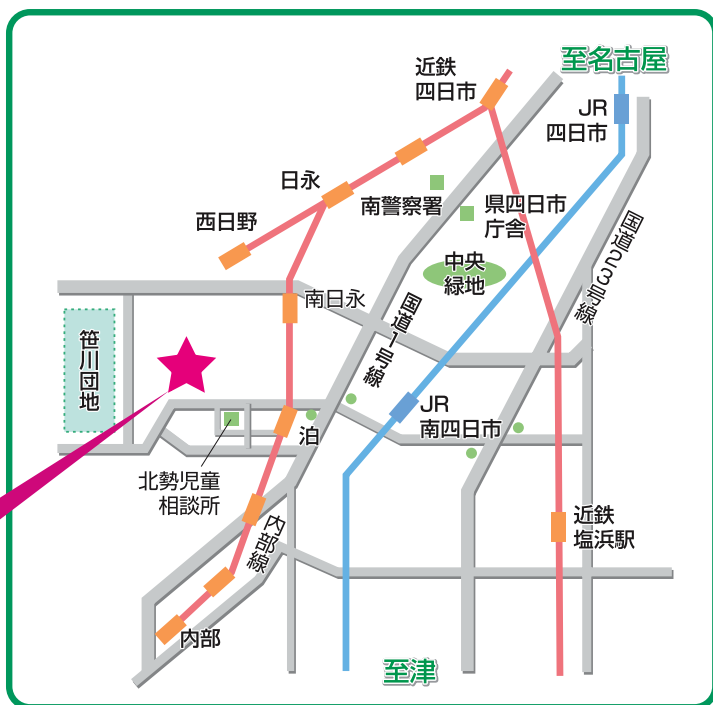 至名古屋
近鉄
四日市
JR
四日市
日永
南警察署
県四日市
庁舎
西日野
中央
緑地
国道23号線
南日永
国道1号線
笹川団地
JR
南四日市
泊
北勢児童
相談所
内部線
近鉄
塩浜駅
内部
至津